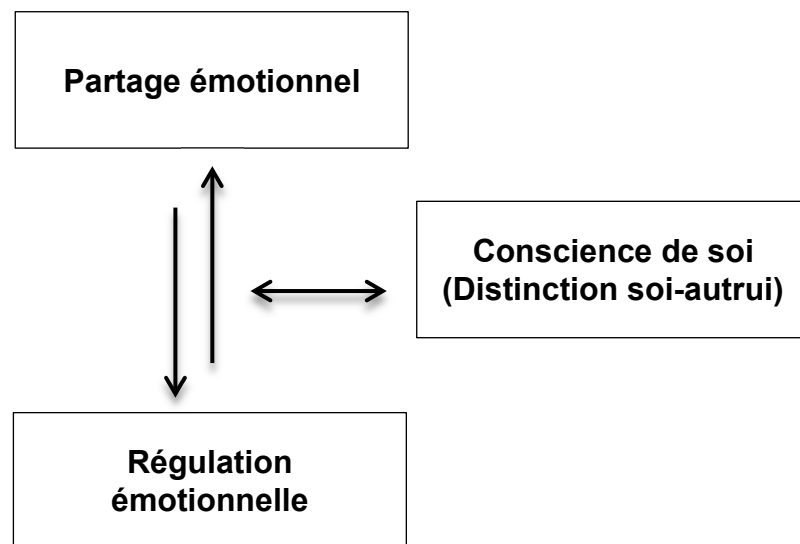 Partage émotionnel
Conscience de soi
(Distinction soi-autrui)
Régulation
émotionnelle